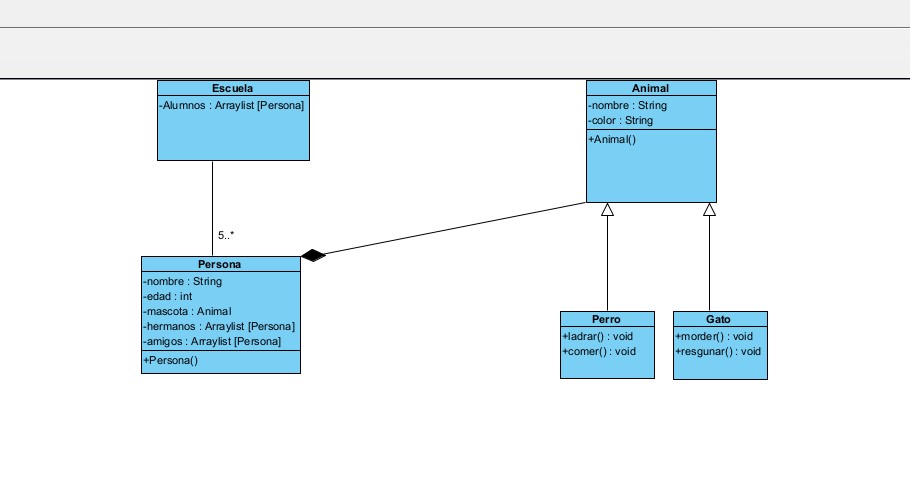 Escuela
-Alumnos : Arraylist [Persona]
Animal
-nombre : String
-color : String
+Animal()
5..*
Persona
-nombre : String
-edad : int
-mascota : Animal
-hermanos : Arraylist [Persona]
-amigos : Arraylist [Persona]
+Persona()
Perro
+ladrar() : void
+comer() : void
Gato
+morder() : void
+resgunar() : void